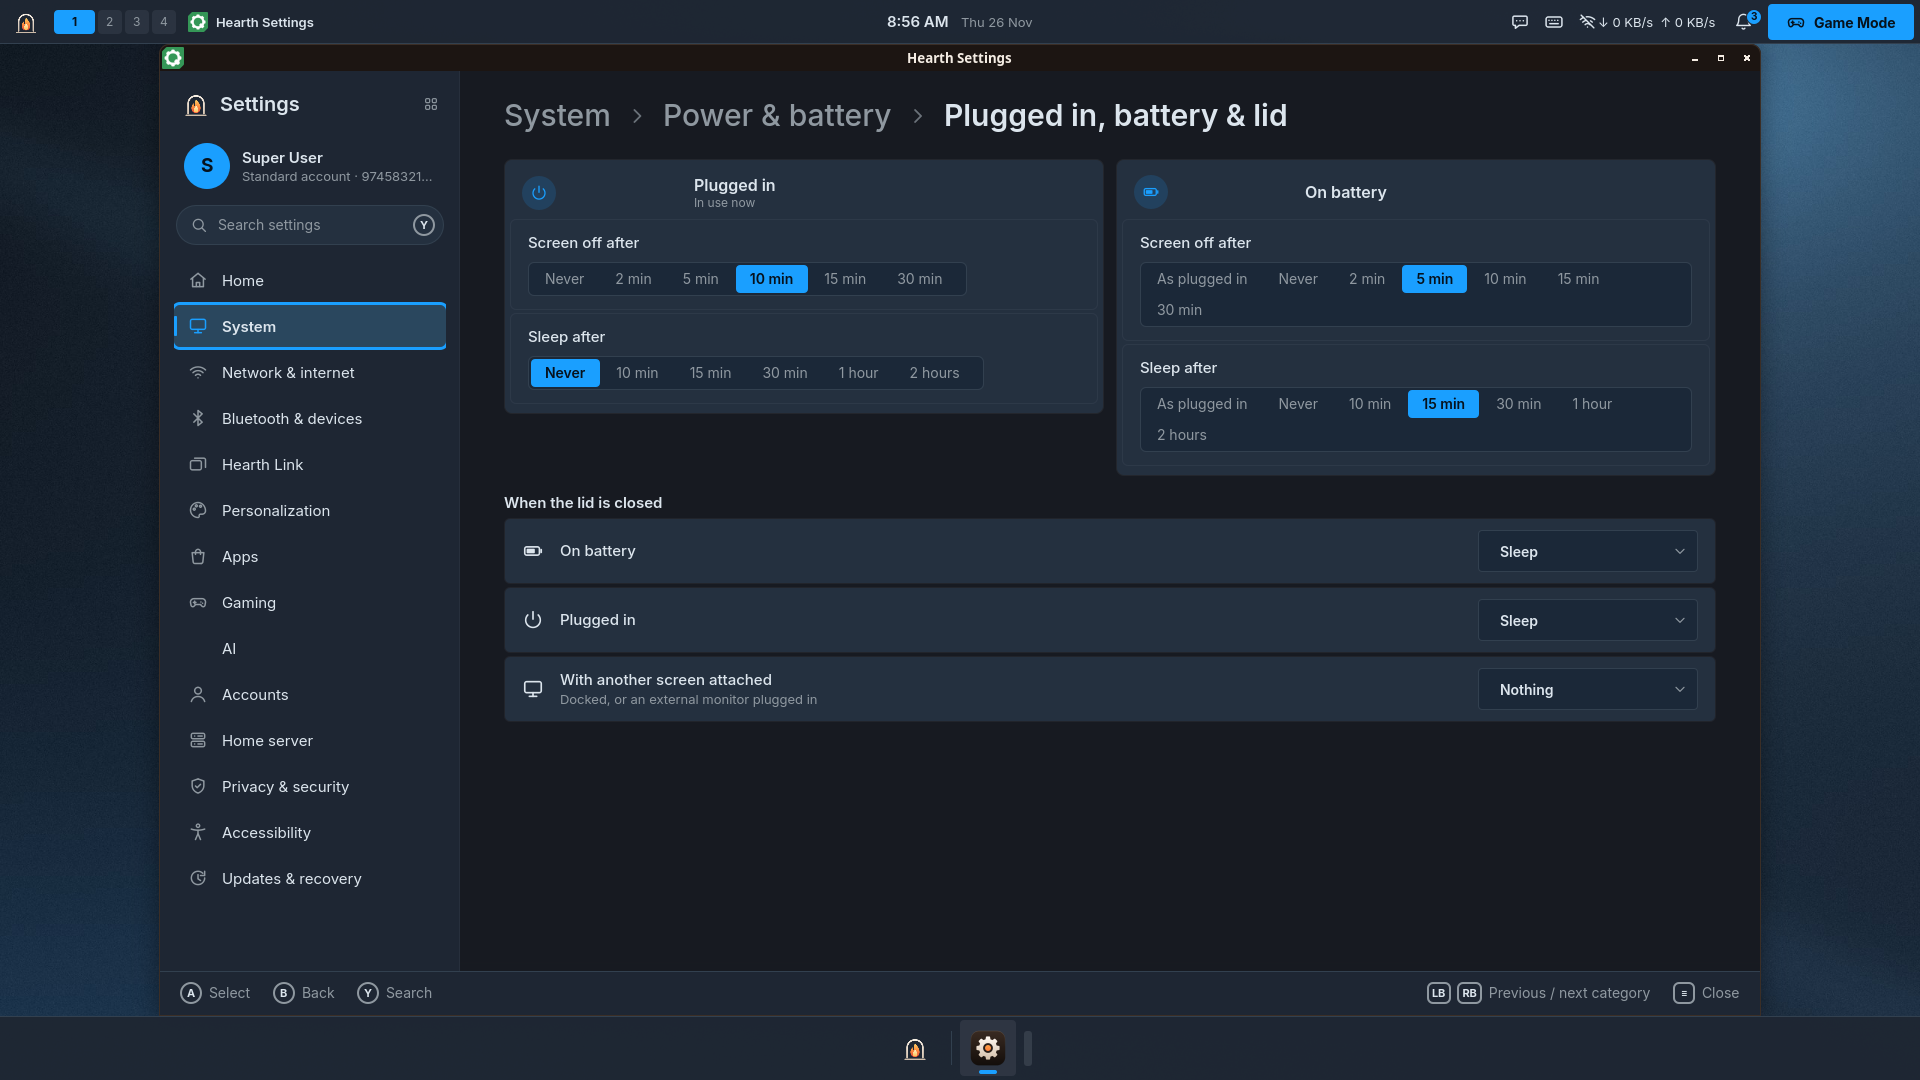 1 2 3 4 Hearth Settings 8:56 AM Thu 26 Nov ↓ 0 KB/s ↑ 0 KB/s 3 Game Mode
Hearth Settings
Settings
S
Super User
Standard account · 97458321...
Search settings Y
Home
System
Network & internet
Bluetooth & devices
Hearth Link
Personalization
Apps
Gaming
AI
Accounts
Home server
Privacy & security
Accessibility
Updates & recovery
System > Power & battery > Plugged in, battery & lid
Plugged in
In use now
Screen off after
Never 2 min 5 min 10 min 15 min 30 min
Sleep after
Never 10 min 15 min 30 min 1 hour 2 hours
On battery
Screen off after
As plugged in Never 2 min 5 min 10 min 15 min
30 min
Sleep after
As plugged in Never 10 min 15 min 30 min 1 hour
2 hours
When the lid is closed
On battery Sleep
Plugged in Sleep
With another screen attached
Docked, or an external monitor plugged in
Nothing
A Select B Back Y Search LB RB Previous / next category Close